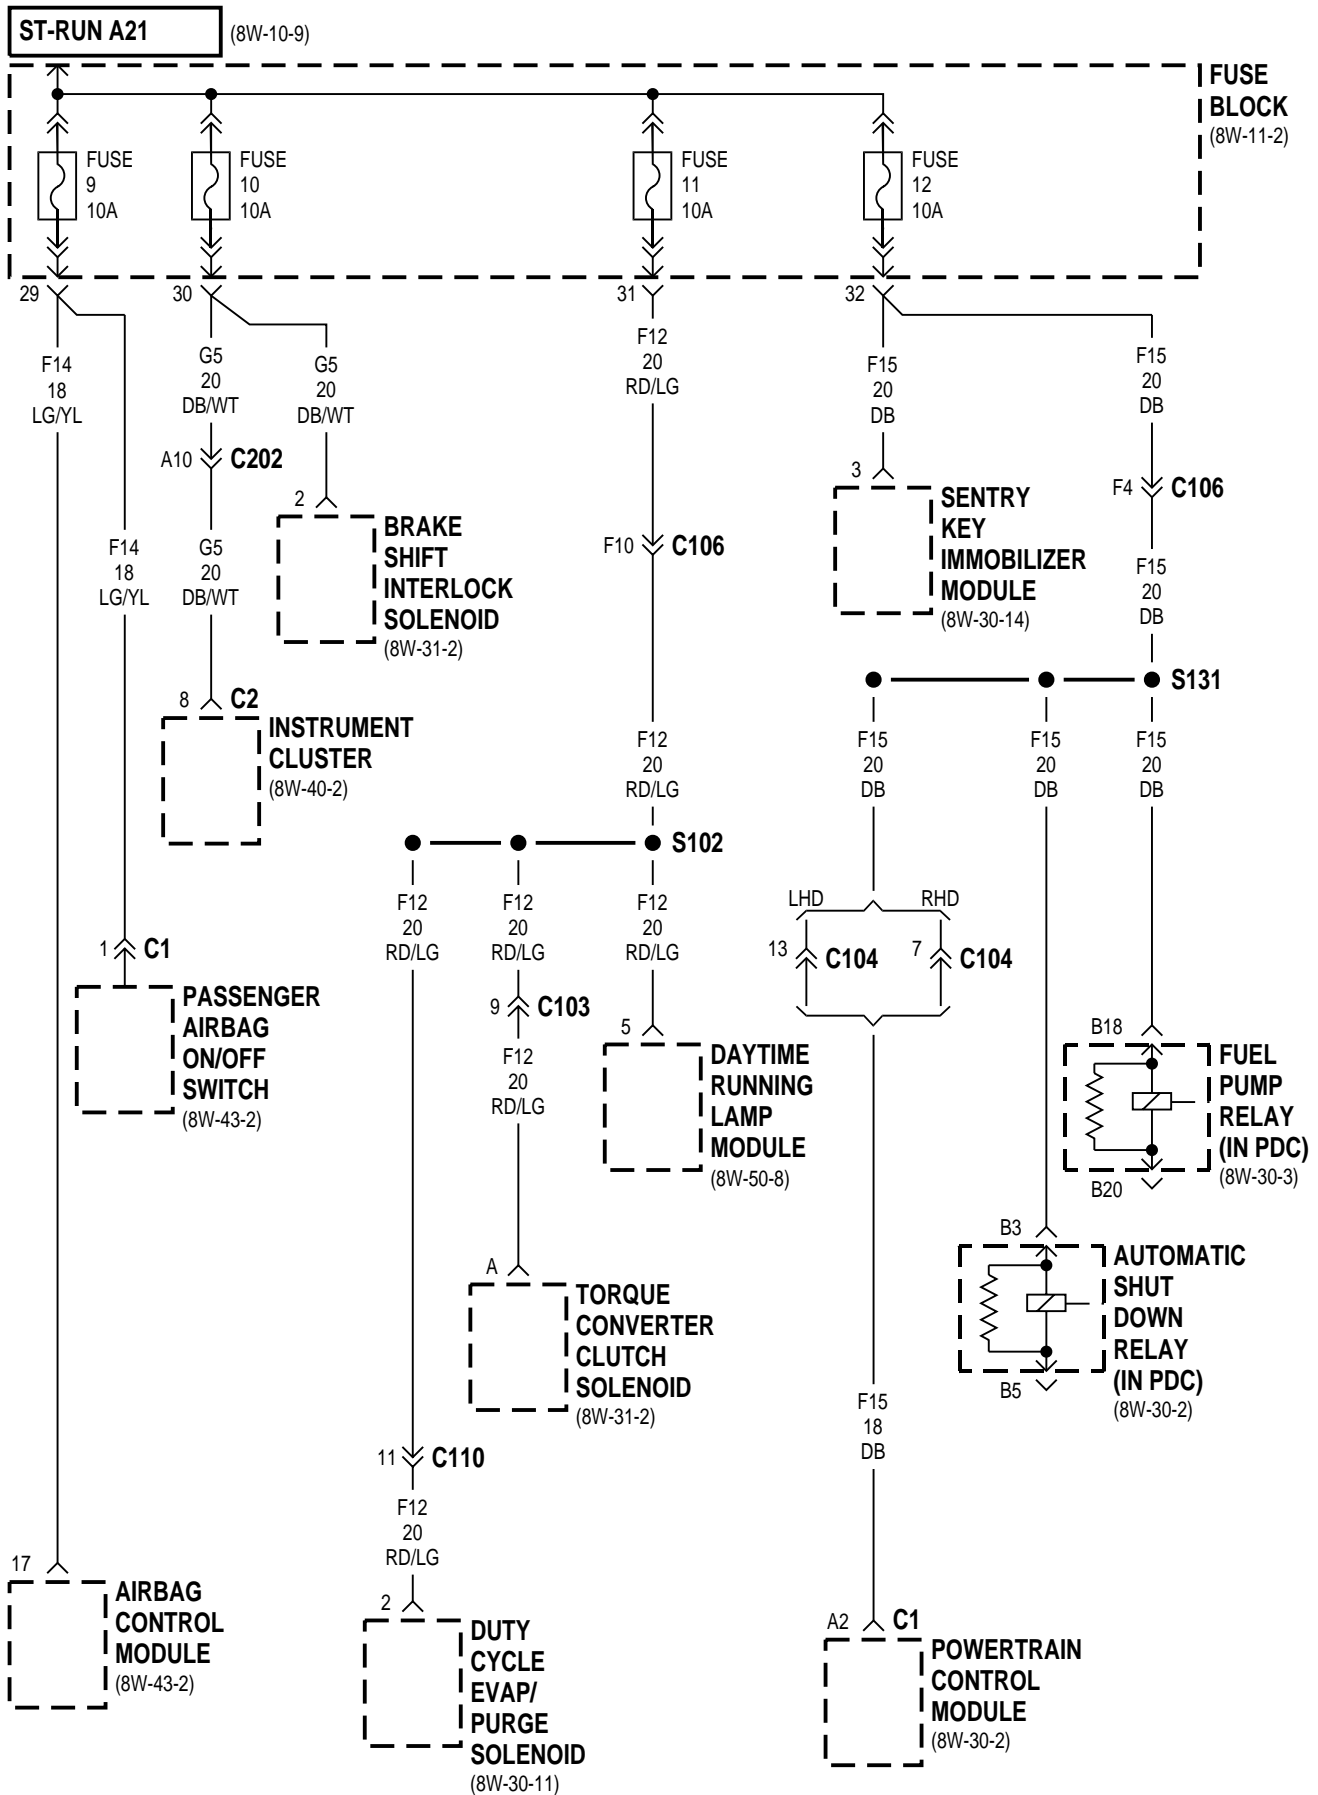 ST-RUN A21
(8W-10-9)
FUSE
BLOCK
(8W-11-2)
FUSE
9
10A
FUSE
10
10A
FUSE
11
10A
FUSE
12
10A
29
30
31
32
F14
18
LG/YL
G5
20
DB/WT
G5
20
DB/WT
F12
20
RD/LG
F15
20
DB
F15
20
DB
A10
C202
2
BRAKE
SHIFT
INTERLOCK
SOLENOID
(8W-31-2)
3
SENTRY
KEY
IMMOBILIZER
MODULE
(8W-30-14)
F4
C106
F14
18
LG/YL
G5
20
DB/WT
F10
C106
F15
20
DB
8
C2
INSTRUMENT
CLUSTER
(8W-40-2)
S131
F12
20
RD/LG
F15
20
DB
F15
20
DB
F15
20
DB
S102
F12
20
RD/LG
F12
20
RD/LG
F12
20
RD/LG
LHD
RHD
13
C104
7
C104
1
C1
PASSENGER
AIRBAG
ON/OFF
SWITCH
(8W-43-2)
9
C103
F12
20
RD/LG
5
DAYTIME
RUNNING
LAMP
MODULE
(8W-50-8)
B18
FUEL
PUMP
RELAY
(IN PDC)
(8W-30-3)
B20
B3
AUTOMATIC
SHUT
DOWN
RELAY
(IN PDC)
(8W-30-2)
B5
A
TORQUE
CONVERTER
CLUTCH
SOLENOID
(8W-31-2)
F15
18
DB
11
C110
F12
20
RD/LG
17
AIRBAG
CONTROL
MODULE
(8W-43-2)
2
DUTY
CYCLE
EVAP/
PURGE
SOLENOID
(8W-30-11)
A2
C1
POWERTRAIN
CONTROL
MODULE
(8W-30-2)